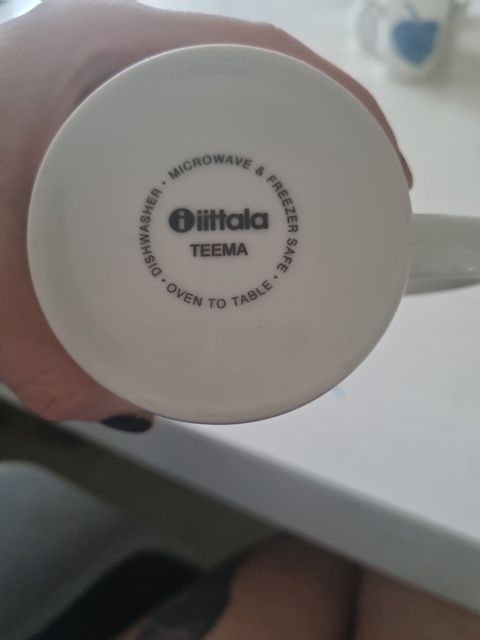 DISHWASHER • MICROWAVE & FREEZER SAFE • OVEN TO TABLE •
i iittala
TEEMA